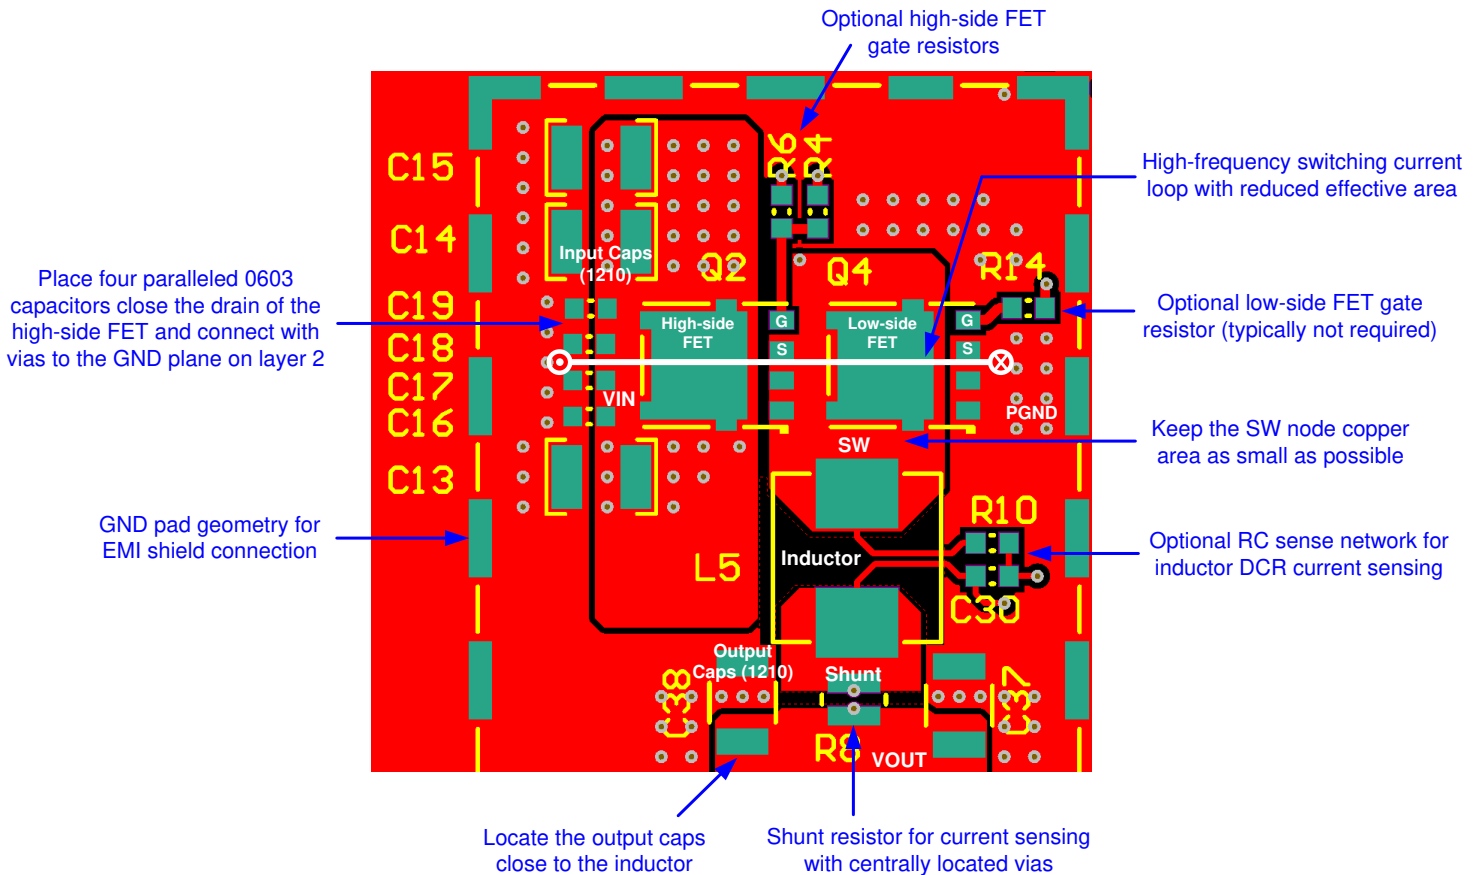 Optional high-side FET
gate resistors
R6
R4
C15
High-frequency switching current
loop with reduced effective area
C14
Input Caps
(1210)
Q2
Q4
R14
Place four paralleled 0603
capacitors close the drain of the
high-side FET and connect with
vias to the GND plane on layer 2
C19
C18
C17
C16
High-side
FET
G
S
Low-side
FET
G
S
Optional low-side FET gate
resistor (typically not required)
VIN
PGND
SW
Keep the SW node copper
area as small as possible
C13
R10
GND pad geometry for
EMI shield connection
L5
Inductor
Optional RC sense network for
inductor DCR current sensing
C30
Output
Caps (1210)
Shunt
C38
C37
R8
VOUT
Locate the output caps
close to the inductor
Shunt resistor for current sensing
with centrally located vias